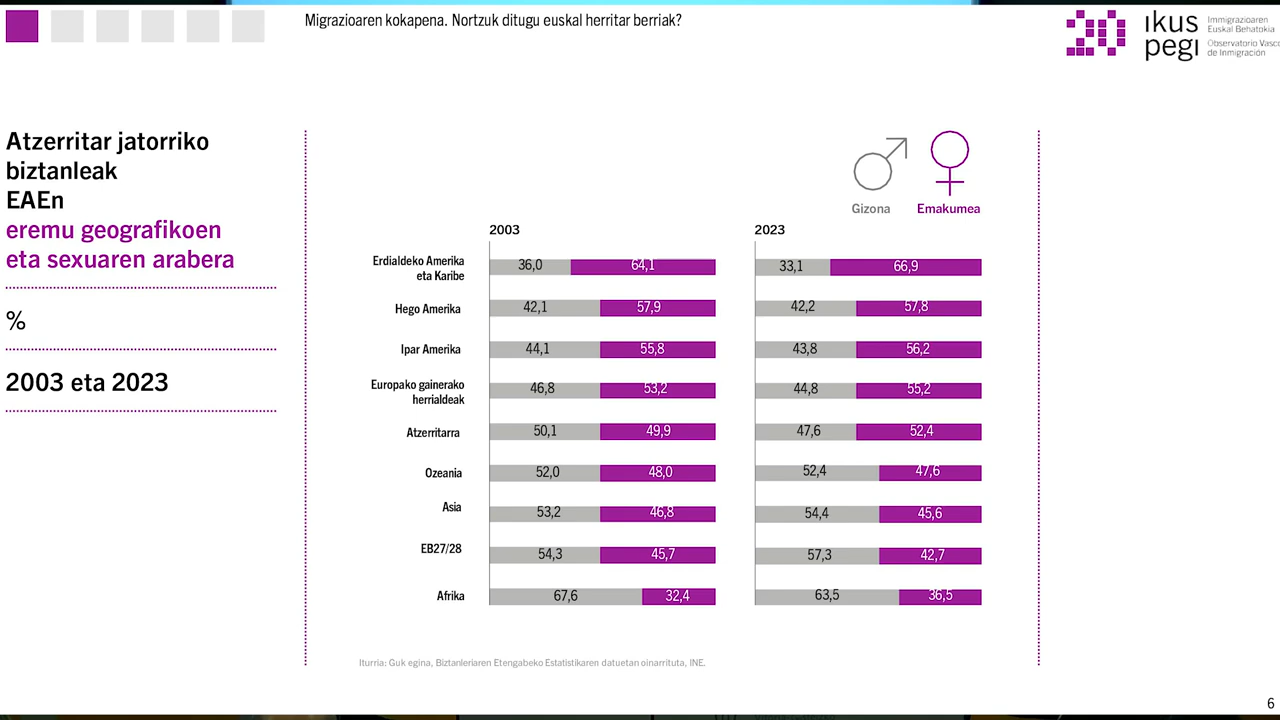 Migrazioaren kokapena. Nortzuk ditugu euskal herritar berriak?
20
ikus
pegi
Immigrazioaren
Euskal Behatokia
Observatorio Vasco
de Inmigración
Atzerritar jatorriko
biztanleak
EAEn
eremu geografikoen
eta sexuaren arabera
%
2003 eta 2023
Gizona Emakumea
2003 2023
Erdialdeko Amerika
eta Karibe
36,0 64,1 33,1 66,9
Hego Amerika 42,1 57,9 42,2 57,8
Ipar Amerika 44,1 55,8 43,8 56,2
Europako gainerako
herrialdeak
46,8 53,2 44,8 55,2
Atzerritarra 50,1 49,9 47,6 52,4
Ozeania 52,0 48,0 52,4 47,6
Asia 53,2 46,8 54,4 45,6
EB27/28 54,3 45,7 57,3 42,7
Afrika 67,6 32,4 63,5 36,5
Iturria: Guk egina, Biztanleriaren Etengabeko Estatistikaren datuetan oinarrituta, INE.
6